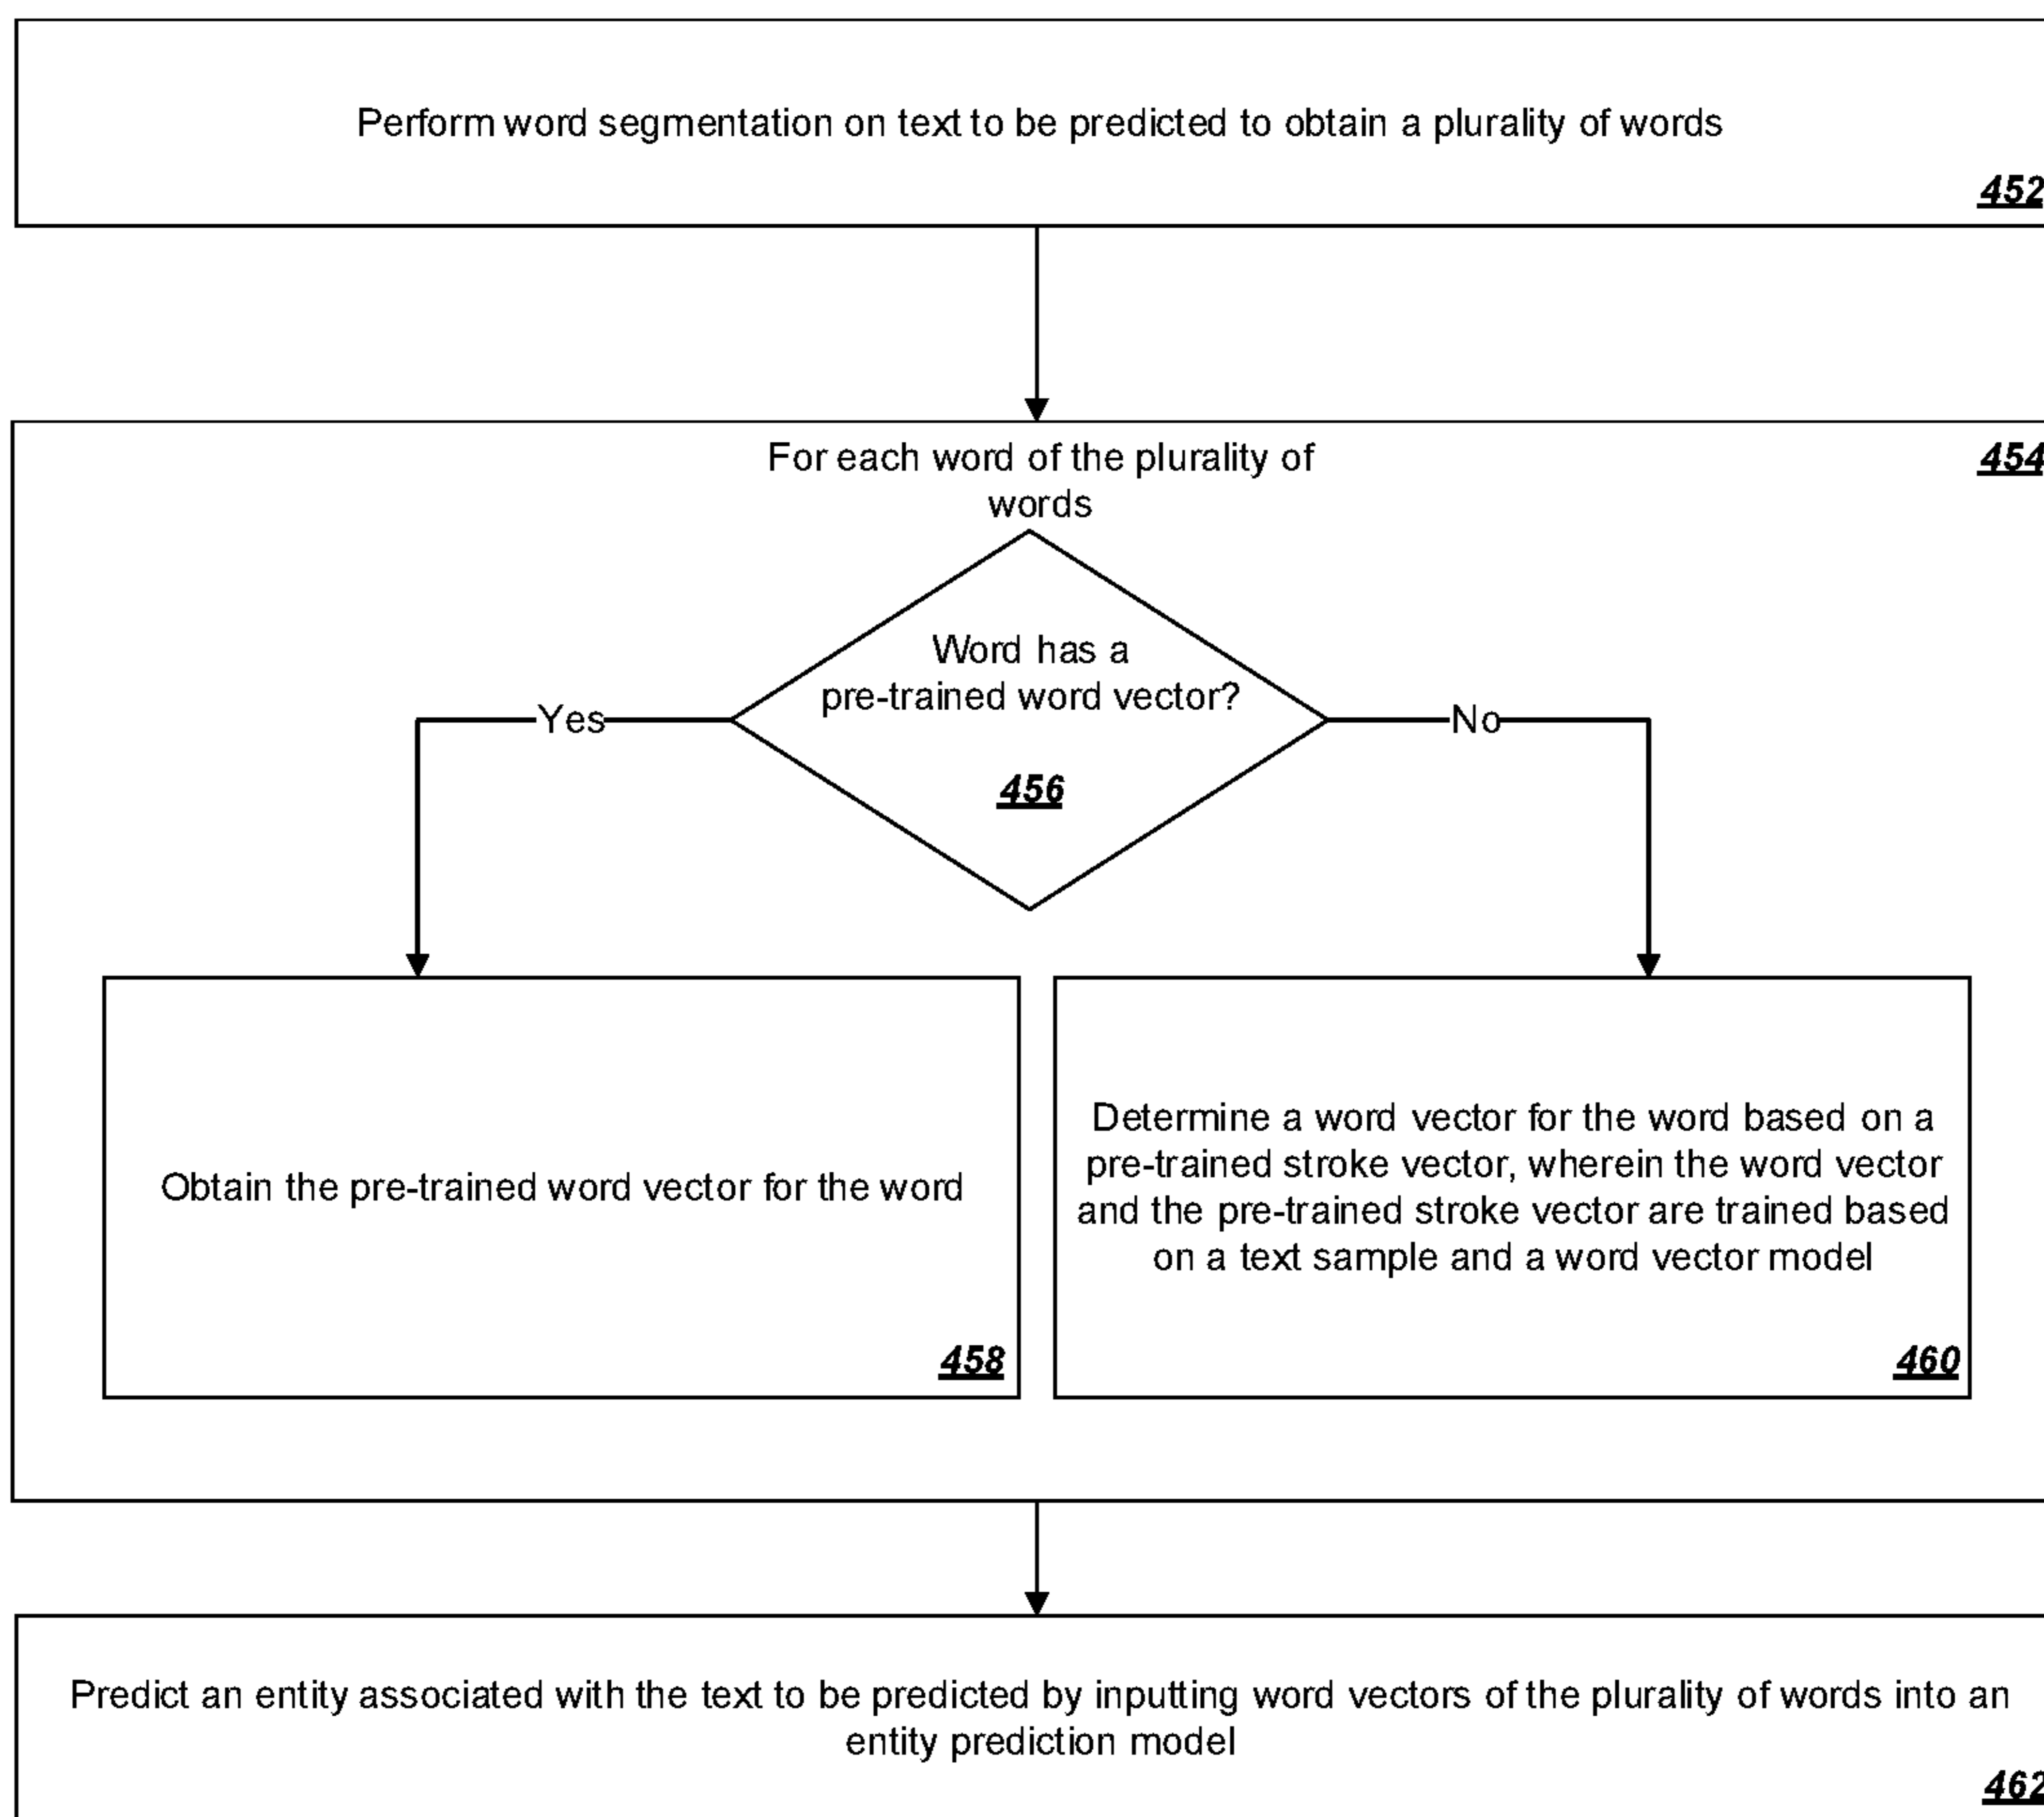 Perform word segmentation on text to be predicted to obtain a plurality of words
452
For each word of the plurality of
words
454
Word has a
pre-trained word vector?
456
Yes
No
Obtain the pre-trained word vector for the word
458
Determine a word vector for the word based on a
pre-trained stroke vector, wherein the word vector
and the pre-trained stroke vector are trained based
on a text sample and a word vector model
460
Predict an entity associated with the text to be predicted by inputting word vectors of the plurality of words into an
entity prediction model
462